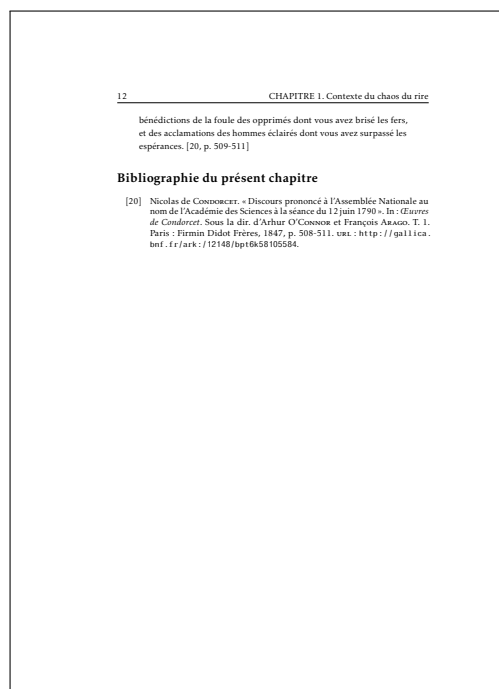 12 CHAPITRE 1. Contexte du chaos du rire
bénédictions de la foule des opprimés dont vous avez brisé les fers,
et des acclamations des hommes éclairés dont vous avez surpassé les
espérances. [20, p. 509-511]
Bibliographie du présent chapitre
[20] Nicolas de Condorcet. « Discours prononcé à l'Assemblée Nationale au
nom de l'Académie des Sciences à la séance du 12 juin 1790 ». In : Œuvres
de Condorcet. Sous la dir. d'Arhur O'Connor et François Arago. T. 1.
Paris : Firmin Didot Frères, 1847, p. 508-511. url : http://gallica.
bnf.fr/ark:/12148/bpt6k58105584.